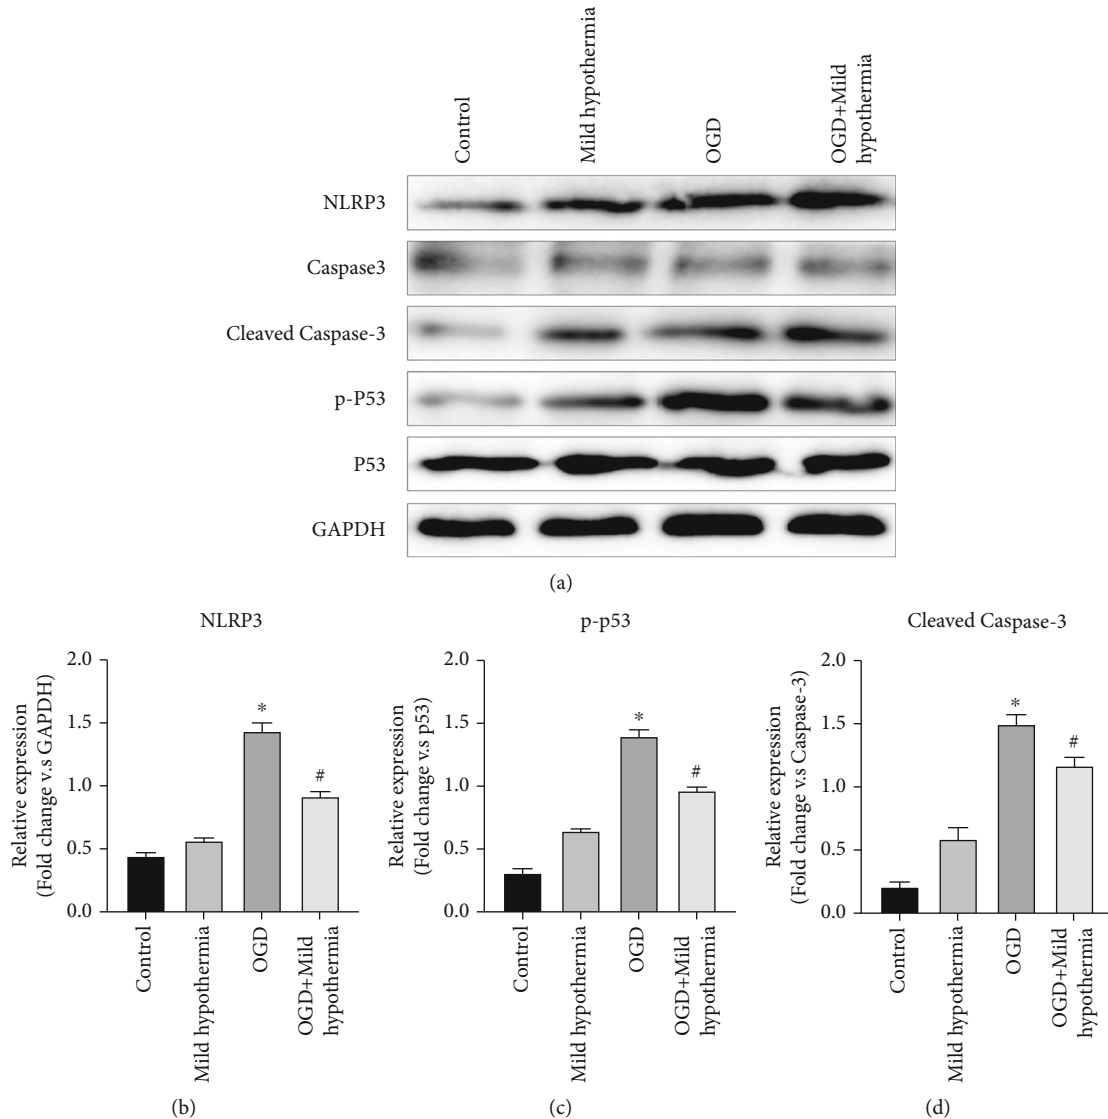 Control
Mild hypothermia
OGD
OGD+Mild
hypothermia
NLRP3
Caspase3
Cleaved Caspase-3
p-P53
P53
GAPDH
(a)
NLRP3
Relative expression
(Fold change v.s GAPDH)
2.0
1.5
1.0
0.5
0.0
*
#
Control
Mild hypothermia
OGD
OGD+Mild
hypothermia
(b)
p-p53
Relative expression
(Fold change v.s p53)
2.0
1.5
1.0
0.5
0.0
*
#
Control
Mild hypothermia
OGD
OGD+Mild
hypothermia
(c)
Cleaved Caspase-3
Relative expression
(Fold change v.s Caspase-3)
2.0
1.5
1.0
0.5
0.0
*
#
Control
Mild hypothermia
OGD
OGD+Mild
hypothermia
(d)